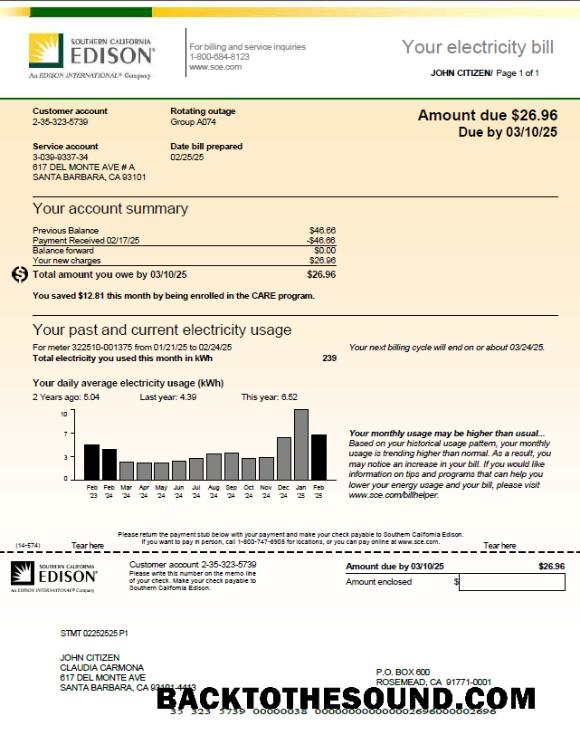 SOUTHERN CALIFORNIA
EDISON
An EDISON INTERNATIONAL® Company
For billing and service inquiries
1-800-684-8123
www.sce.com
Your electricity bill
JOHN CITIZEN/ Page 1 of 1
Customer account
2-35-323-5739
Rotating outage
Group A074
Amount due $26.96
Due by 03/10/25
Service account
3-039-9337-34
617 DEL MONTE AVE # A
SANTA BARBARA, CA 93101
Date bill prepared
02/25/25
Your account summary
Previous Balance $46.66
Payment Received 02/17/25 -$46.66
Balance forward $0.00
Your new charges $26.96
Total amount you owe by 03/10/25 $26.96
You saved $12.81 this month by being enrolled in the CARE program.
Your past and current electricity usage
For meter 322510-001375 from 01/21/25 to 02/24/25
Total electricity you used this month in kWh 239
Your next billing cycle will end on or about 03/24/25.
Your daily average electricity usage (kWh)
2 Years ago: 5.04 Last year: 4.39 This year: 6.52
10
7
3
0
Feb Feb Mar Apr May Jun Jul Aug Sep Oct Nov Dec Jan Feb
'23 '24 '24 '24 '24 '24 '24 '24 '24 '24 '24 '24 '25 '25
Your monthly usage may be higher than usual...
Based on your historical usage pattern, your monthly
usage is trending higher than normal. As a result, you
may notice an increase in your bill. If you would like
information on tips and programs that can help you
lower your energy usage and your bill, please visit
www.sce.com/billhelper.
Please return the payment stub below with your payment and make your check payable to Southern California Edison.
If you want to pay in person, call 1-800-747-8908 for locations, or you can pay online at www.sce.com.
(14-574) Tear here Tear here
SOUTHERN CALIFORNIA
EDISON
An EDISON INTERNATIONAL® Company
Customer account 2-35-323-5739
Please write this number on the memo line
of your check. Make your check payable to
Southern California Edison.
Amount due by 03/10/25 $26.96
Amount enclosed $
STMT 02252525 P1
JOHN CITIZEN
CLAUDIA CARMONA
617 DEL MONTE AVE
SANTA BARBARA, CA 93101-4413
P.O. BOX 600
ROSEMEAD, CA 91771-0001
BACKTOTHESOUND.COM
35 323 5739 00000038